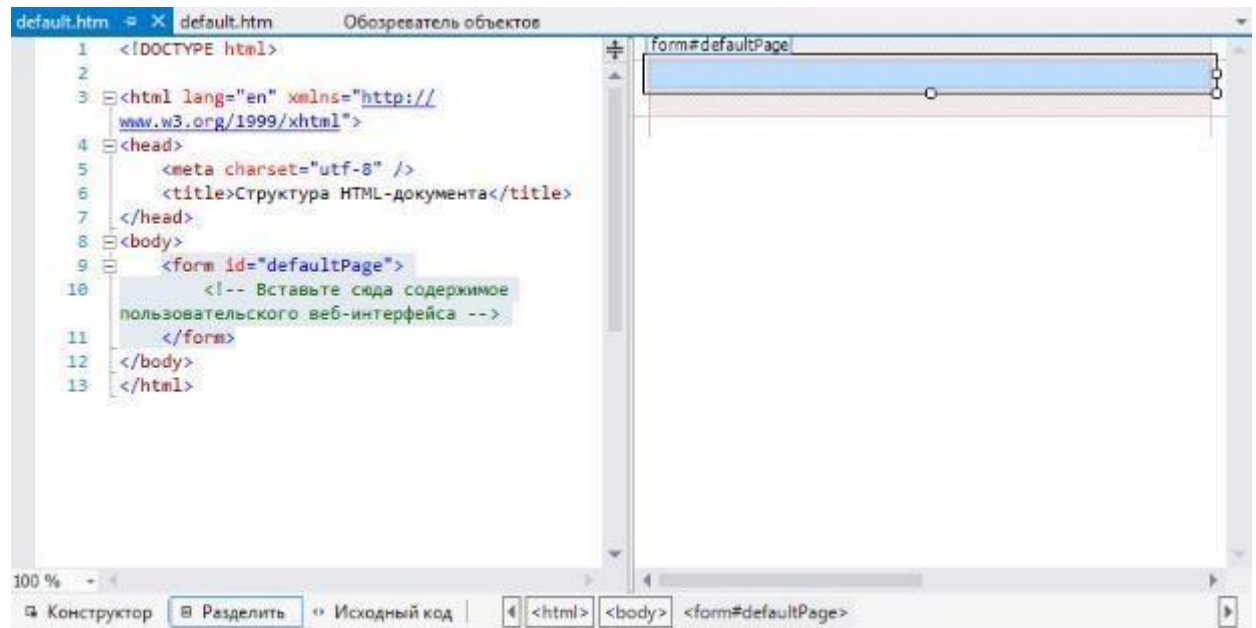 default.htm default.htm Обозреватель объектов
1 <!DOCTYPE html>
2
3 <html lang="en" xmlns="http://
www.w3.org/1999/xhtml">
4 <head>
5 <meta charset="utf-8" />
6 <title>Структура HTML-документа</title>
7 </head>
8 <body>
9 <form id="defaultPage">
10 <!-- Вставьте сюда содержимое
пользовательского веб-интерфейса -->
11 </form>
12 </body>
13 </html>
form#defaultPage
100 %
Конструктор Разделить Исходный код <html> <body> <form#defaultPage>